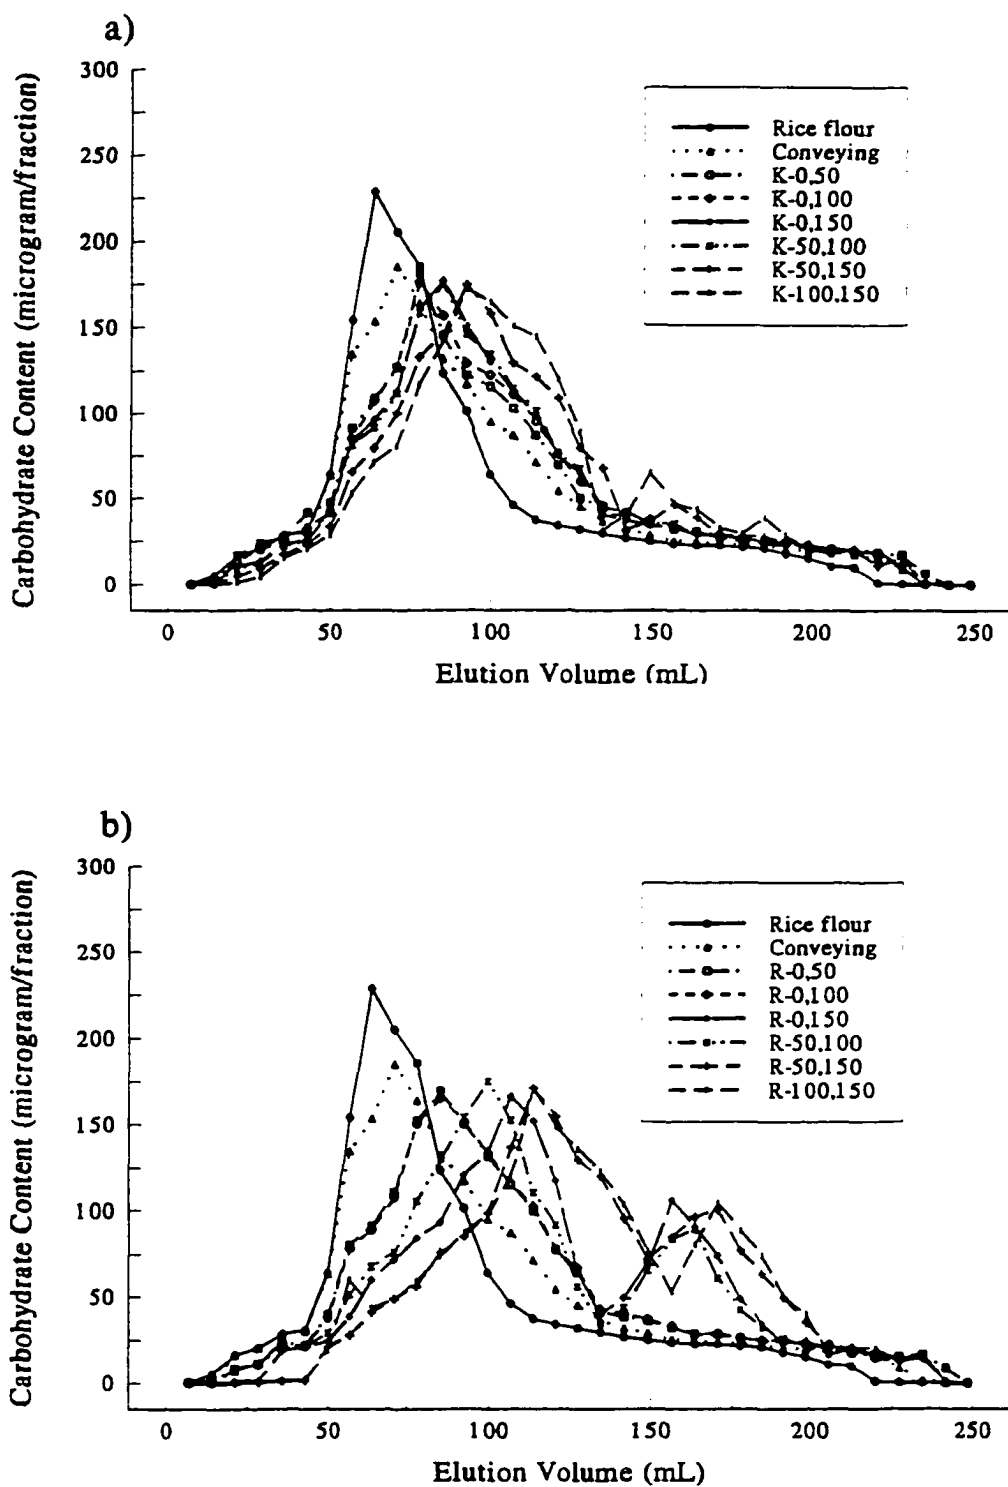 a)
Carbohydrate Content (microgram/fraction)
300
250
200
150
100
50
0
Rice flour
Conveying
K-0,50
K-0,100
K-0,150
K-50,100
K-50,150
K-100,150
0 50 100 150 200 250
Elution Volume (mL)
b)
Carbohydrate Content (microgram/fraction)
300
250
200
150
100
50
0
Rice flour
Conveying
R-0,50
R-0,100
R-0,150
R-50,100
R-50,150
R-100,150
0 50 100 150 200 250
Elution Volume (mL)